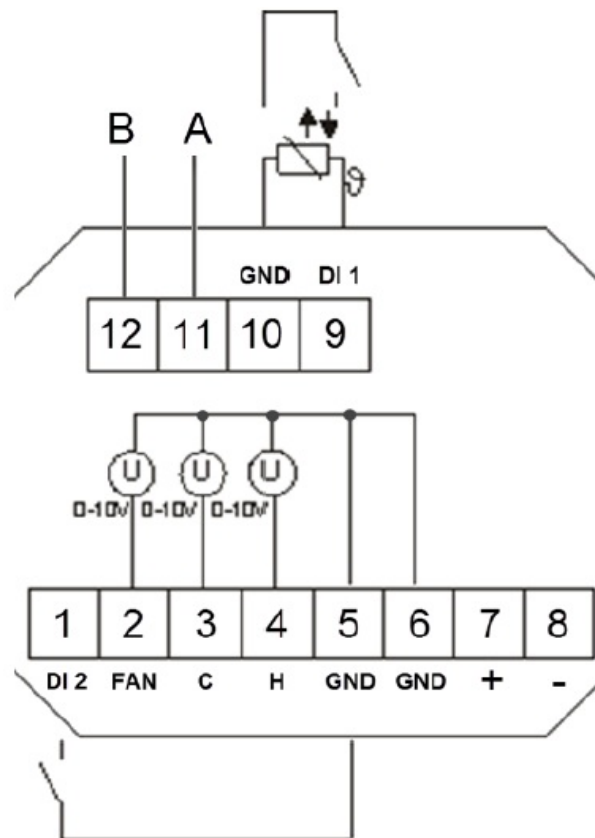 B A
ϑ
GND DI 1
12 11 10 9
U U U
0-10V 0-10V 0-10V
1 2 3 4 5 6 7 8
DI 2 FAN C H GND GND + -